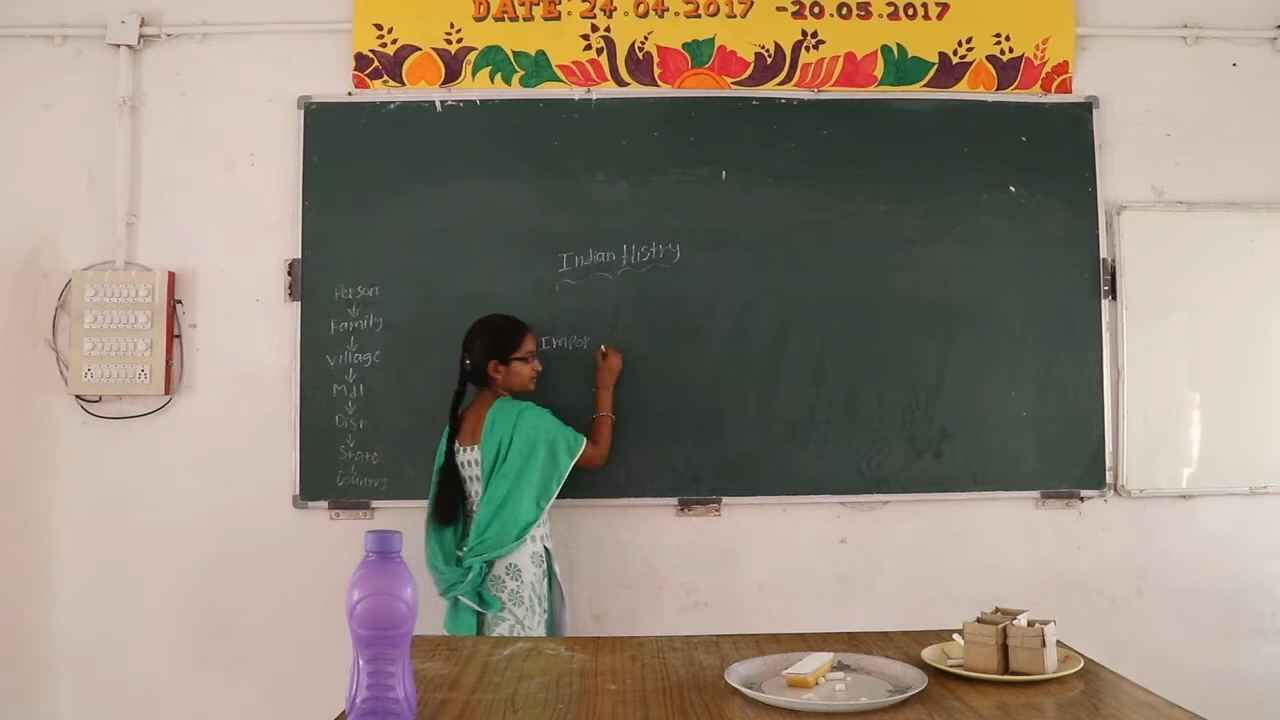 DATE: 24.04.2017 -20.05.2017
Indian Histry
Person
↓
Family
↓
village
↓
Mdl
↓
Dist
↓
State
↓
Country
Impor